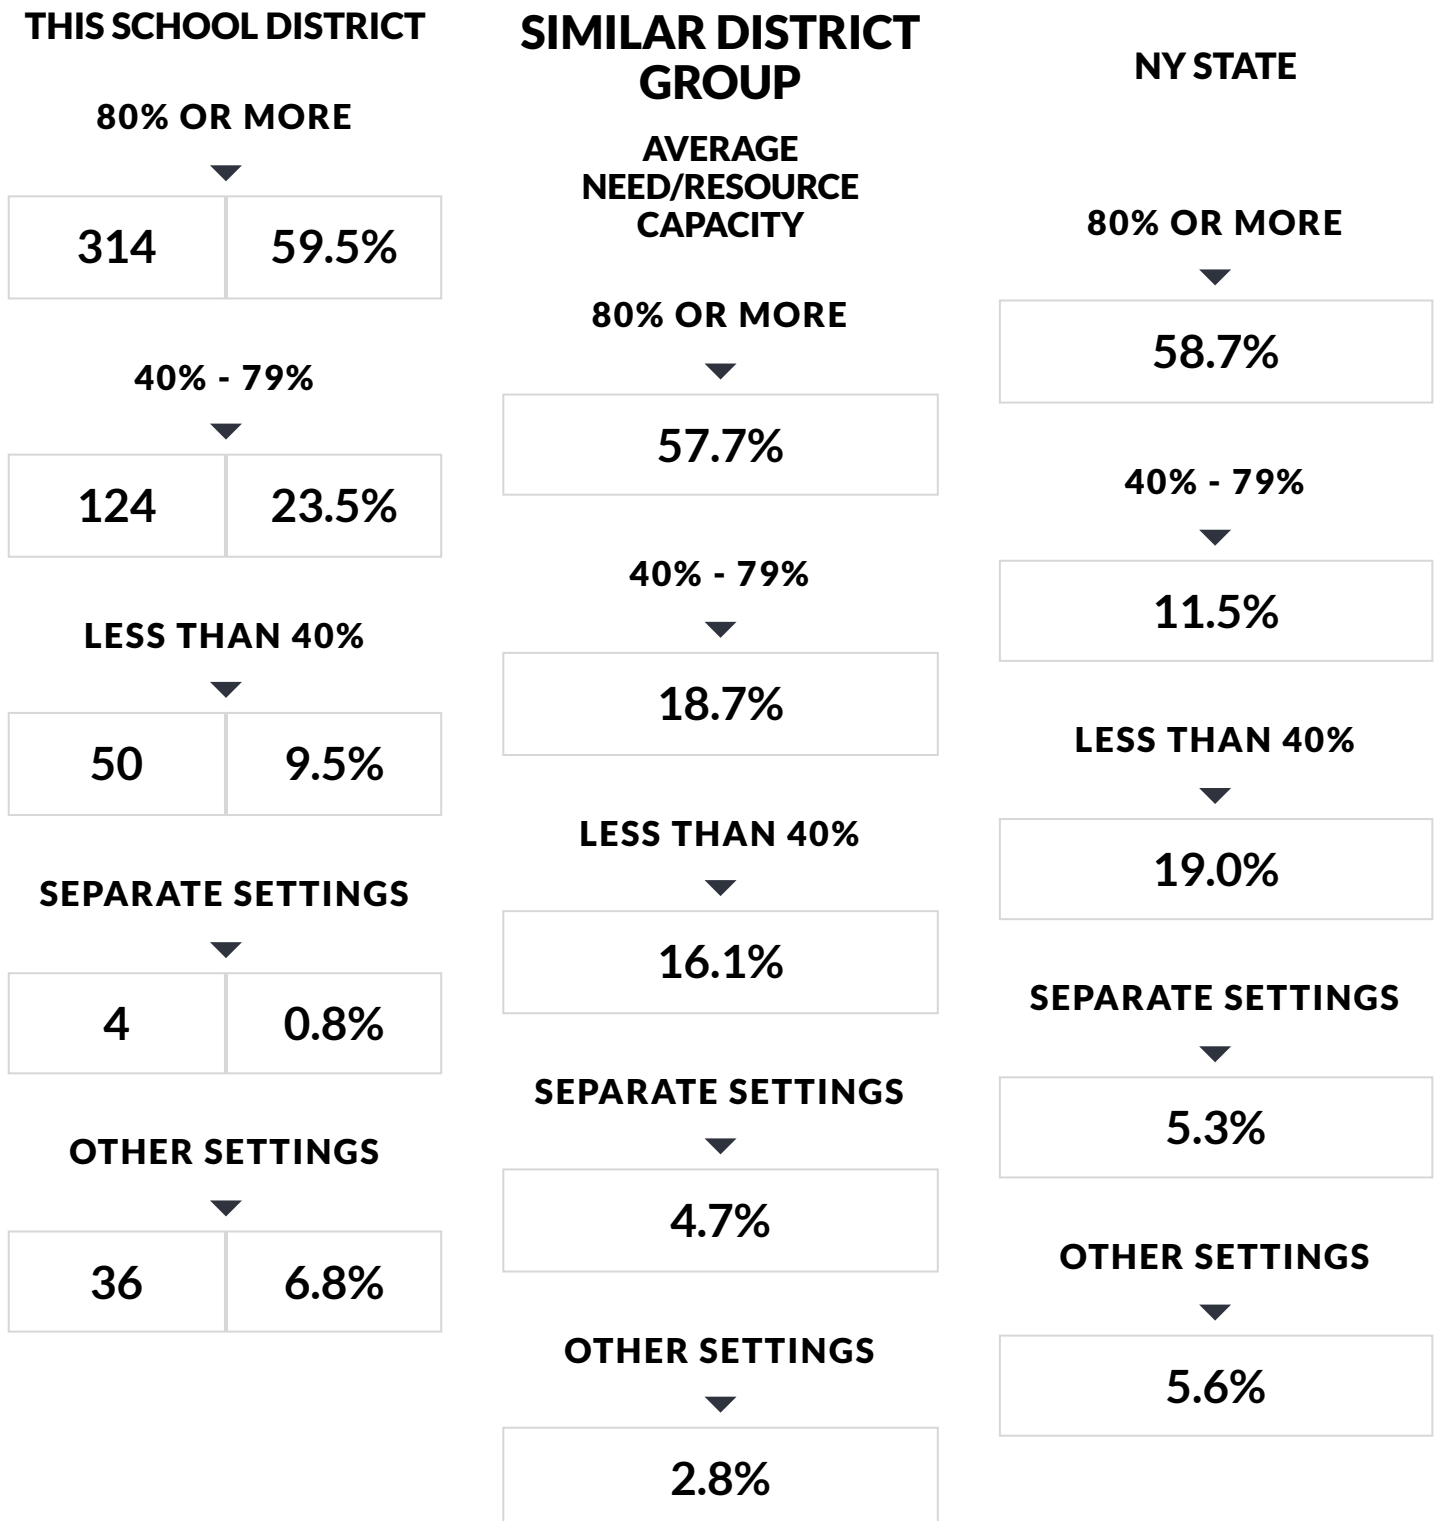 THIS SCHOOL DISTRICT
80% OR MORE
314 59.5%
40% - 79%
124 23.5%
LESS THAN 40%
50 9.5%
SEPARATE SETTINGS
4 0.8%
OTHER SETTINGS
36 6.8%
SIMILAR DISTRICT
GROUP
AVERAGE
NEED/RESOURCE
CAPACITY
80% OR MORE
57.7%
40% - 79%
18.7%
LESS THAN 40%
16.1%
SEPARATE SETTINGS
4.7%
OTHER SETTINGS
2.8%
NY STATE
80% OR MORE
58.7%
40% - 79%
11.5%
LESS THAN 40%
19.0%
SEPARATE SETTINGS
5.3%
OTHER SETTINGS
5.6%